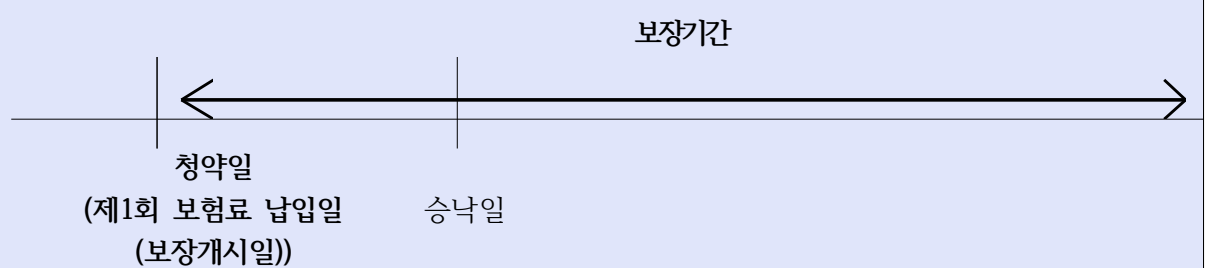 보장기간
청약일
(제1회 보험료 납입일
승낙일
(보장개시일))